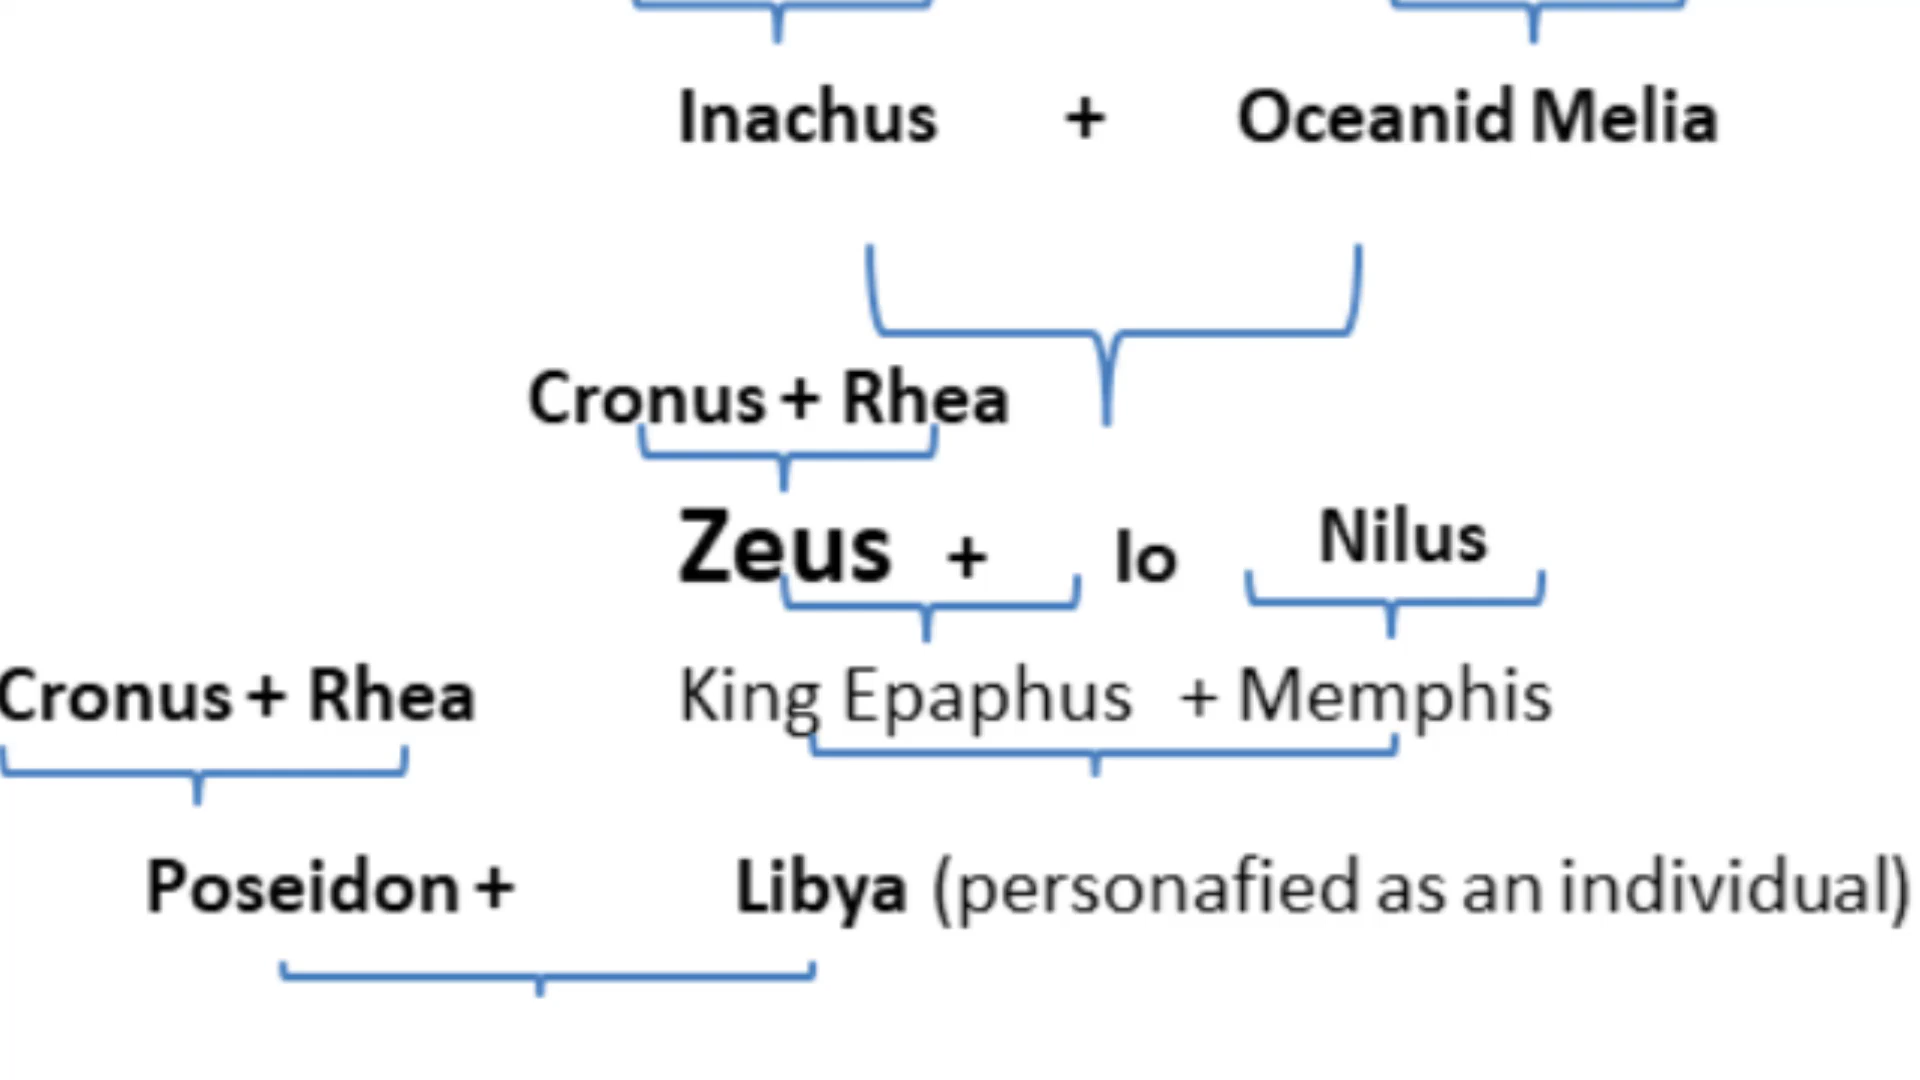 Inachus + Oceanid Melia
Cronus + Rhea
Zeus + Io Nilus
Cronus + Rhea King Epaphus + Memphis
Poseidon + Libya (personafied as an individual)